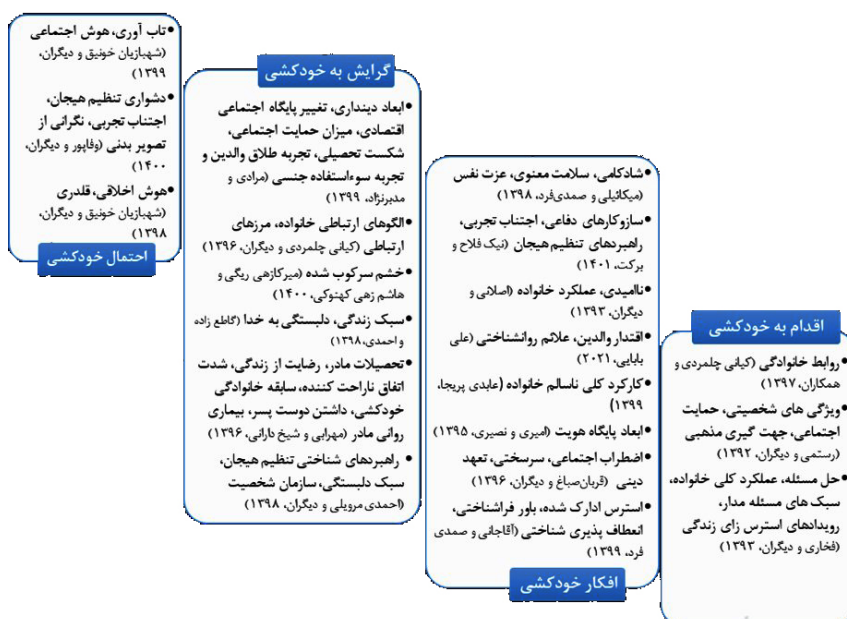 اقدام به خودکشی
•روابط خانوادگی (کیانی چلمردی و
همکاران، ۱۳۹۷)
•ویژگی های شخصیتی، حمایت
اجتماعی، جهت گیری مذهبی
(رستمی و دیگران، ۱۳۹۲)
•حل مسئله، عملکرد کلی خانواده،
سبک های مسئله مدار،
رویدادهای استرس زای زندگی
(فخاری و دیگران، ۱۳۹۳)
•شادکامی، سلامت معنوی، عزت نفس
(میکائیلی و صمدی‌فرد، ۱۳۹۸)
•سازوکارهای دفاعی، اجتناب تجربی،
راهبردهای تنظیم هیجان (نیک فلاح و
برکت، ۱۴۰۱)
•ناامیدی، عملکرد خانواده (اصلانی و
دیگران، ۱۳۹۳)
•اقتدار والدین، علائم روانشناختی (علی
بابایی، ۲۰۲۱)
•کارکرد کلی ناسالم خانواده (عابدی پریجا،
۱۳۹۹)
•ابعاد پایگاه هویت (امیری و نصیری، ۱۳۹۵)
•اضطراب اجتماعی، سرسختی، تعهد
دینی (قربان‌صباغ و دیگران، ۱۳۹۶)
•استرس ادارک شده، باور فراشناختی،
انعطاف پذیری شناختی (آقاجانی و صمدی
فرد، ۱۳۹۹)
افکار خودکشی
گرایش به خودکشی
•ابعاد دینداری، تغییر پایگاه اجتماعی
اقتصادی، میزان حمایت اجتماعی،
شکست تحصیلی، تجربه طلاق والدین و
تجربه سوءاستفاده جنسی (مرادی و
مدبرنژاد، ۱۳۹۹)
•الگوهای ارتباطی خانواده، مرزهای
ارتباطی (کیانی چلمردی و دیگران، ۱۳۹۶)
•خشم سرکوب شده (میرکازهی ریگی و
هاشم زهی کهنوکی، ۱۴۰۰)
•سبک زندگی، دلبستگی به خدا (گاطع زاده
و احمدی، ۱۳۹۸)
•تحصیلات مادر، رضایت از زندگی، شدت
اتفاق ناراحت کننده، سابقه خانوادگی
خودکشی، داشتن دوست پسر، بیماری
روانی مادر (مهرابی و شیخ دارانی، ۱۳۹۶)
• راهبردهای شناختی تنظیم هیجان،
سبک دلبستگی، سازمان شخصیت
(احمدی مرویلی و دیگران، ۱۳۹۸)
•تاب آوری، هوش اجتماعی
(شهبازیان خونیق و دیگران،
۱۳۹۹)
•دشواری تنظیم هیجان،
اجتناب تجربی، نگرانی از
تصویر بدنی (وفاپور و دیگران،
۱۴۰۰)
•هوش اخلاقی، قلدری
(شهبازیان خونیق و دیگران،
۱۳۹۸)
احتمال خودکشی